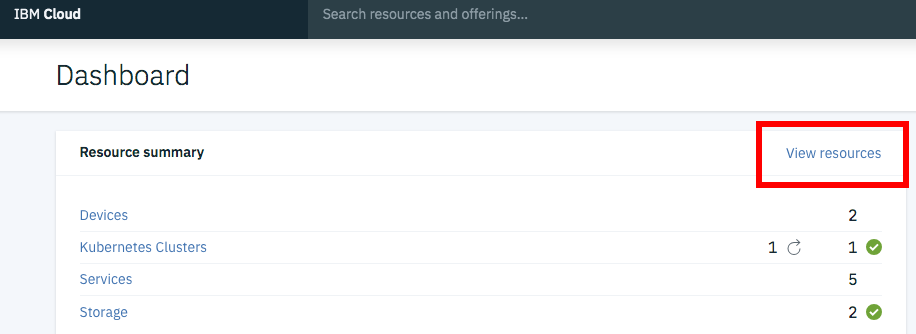 IBM Cloud Search resources and offerings...
Dashboard
Resource summary View resources
Devices 2
Kubernetes Clusters 1 1
Services 5
Storage 2